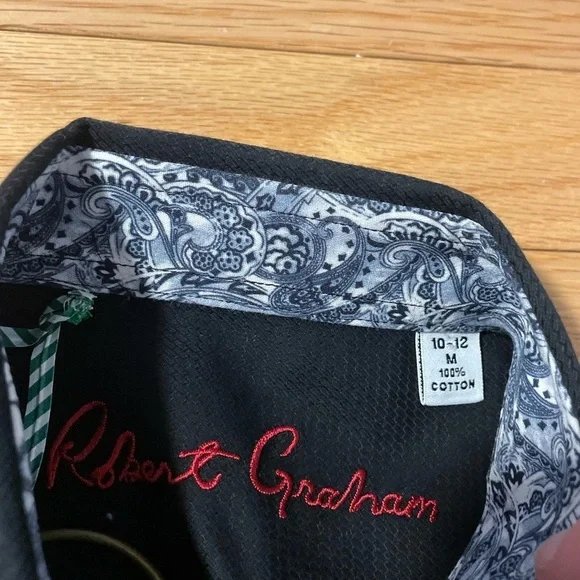 10-12
M
100%
COTTON
Robert Graham